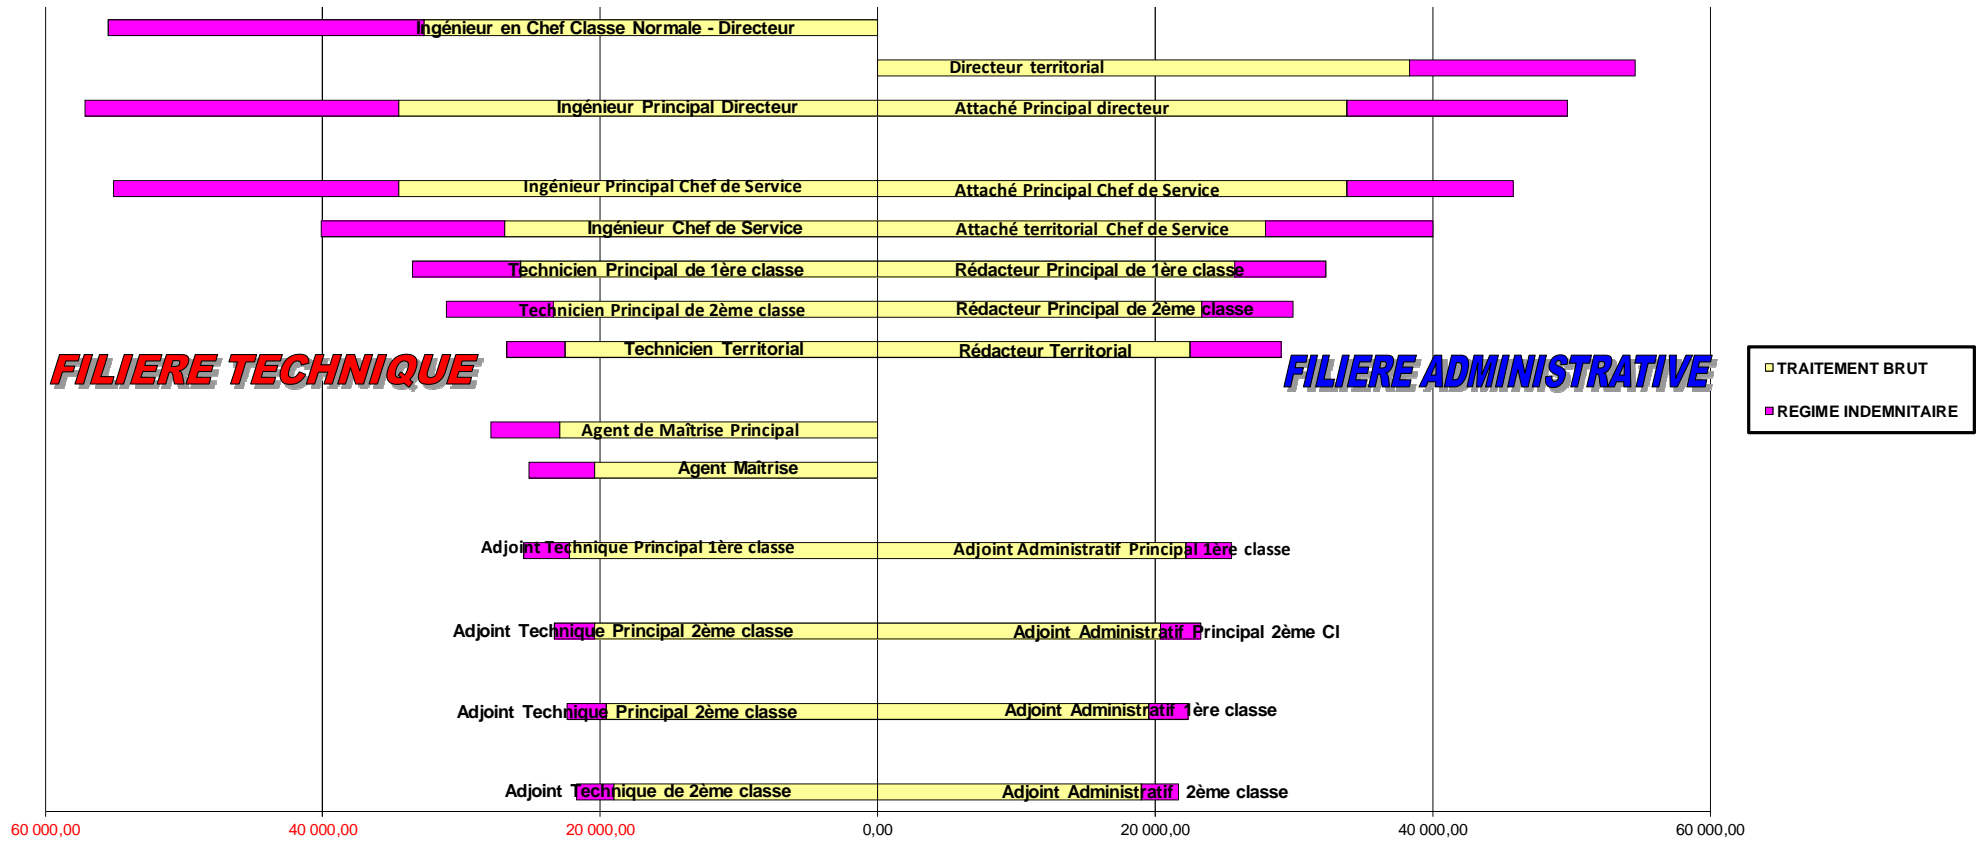 Ingénieur en Chef Classe Normale - Directeur
Directeur territorial
Ingénieur Principal Directeur
Attaché Principal directeur
Ingénieur Principal Chef de Service
Attaché Principal Chef de Service
Ingénieur Chef de Service
Attaché territorial Chef de Service
Technicien Principal de 1ère classe
Rédacteur Principal de 1ère classe
Technicien Principal de 2ème classe
Rédacteur Principal de 2ème classe
Technicien Territorial
Rédacteur Territorial
FILIERE TECHNIQUE
FILIERE ADMINISTRATIVE
TRAITEMENT BRUT
REGIME INDEMNITAIRE
Agent de Maîtrise Principal
Agent Maîtrise
Adjoint Technique Principal 1ère classe
Adjoint Administratif Principal 1ère classe
Adjoint Technique Principal 2ème classe
Adjoint Administratif Principal 2ème Cl
Adjoint Technique Principal 2ème classe
Adjoint Administratif 1ère classe
Adjoint Technique de 2ème classe
Adjoint Administratif 2ème classe
60 000,00 40 000,00 20 000,00 0,00 20 000,00 40 000,00 60 000,00